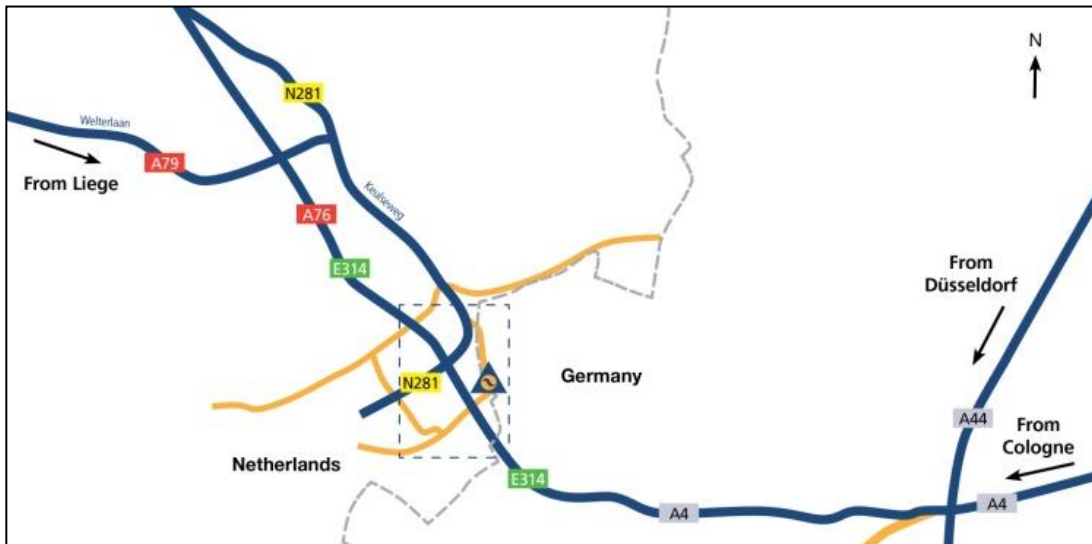 N
N281
Welterlaan
A79
From Liege
Keulseweg
A76
E314
From
Düsseldorf
Germany
N281
A44
From
Cologne
Netherlands
E314
A4
A4